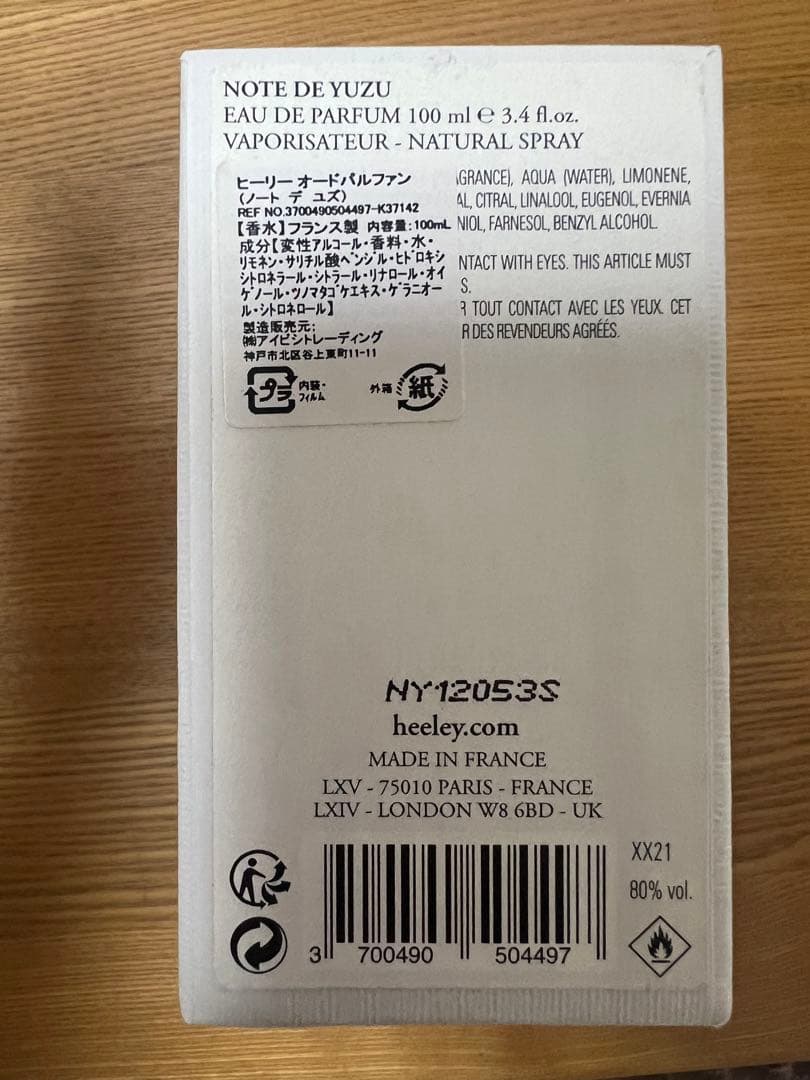 NOTE DE YUZU
EAU DE PARFUM 100 ml ℮ 3.4 fl.oz.
VAPORISATEUR - NATURAL SPRAY
ヒーリー オードパルファン
(ノート デ ユズ)
REF NO.3700490504497-K37142
【香水】フランス製 内容量:100mL
成分【変性アルコール・香料・水・
リモネン・サリチル酸ベンジル・ヒドロキシ
シトロネラール・シトラール・リナロール・オイ
ゲノール・ツノマタゴケエキス・ゲラニオー
ル・シトロネロール】
製造販売元:
㈱アイビシトレーディング
神戸市北区谷上東町11-11
プラ 内装・
フィルム
外箱 紙
GRANCE), AQUA (WATER), LIMONENE,
AL, CITRAL, LINALOOL, EUGENOL, EVERNIA
NIOL, FARNESOL, BENZYL ALCOHOL.
NTACT WITH EYES. THIS ARTICLE MUST
S.
R TOUT CONTACT AVEC LES YEUX. CET
R DES REVENDEURS AGRÉÉS.
NY12053S
heeley.com
MADE IN FRANCE
LXV - 75010 PARIS - FRANCE
LXIV - LONDON W8 6BD - UK
XX21
80% vol.
3 700490 504497